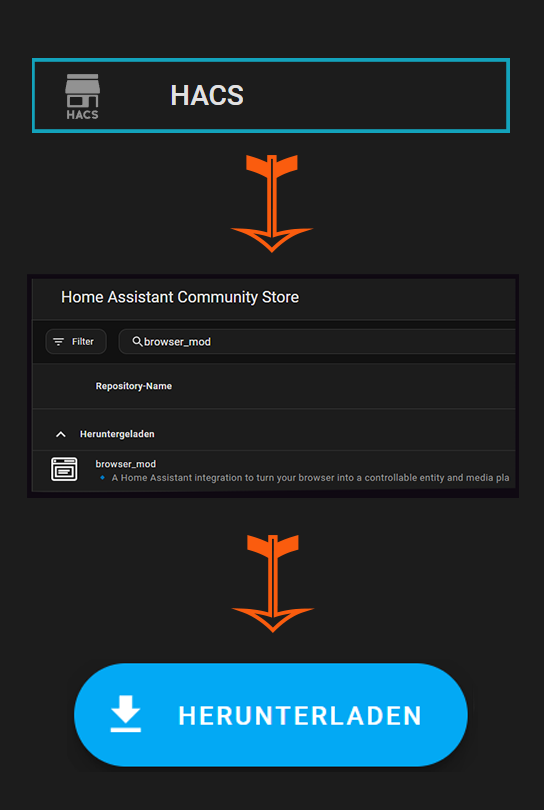 HACS
HACS
Home Assistant Community Store
Filter
browser_mod
Repository-Name
Heruntergeladen
browser_mod
A Home Assistant integration to turn your browser into a controllable entity and media pla
HERUNTERLADEN